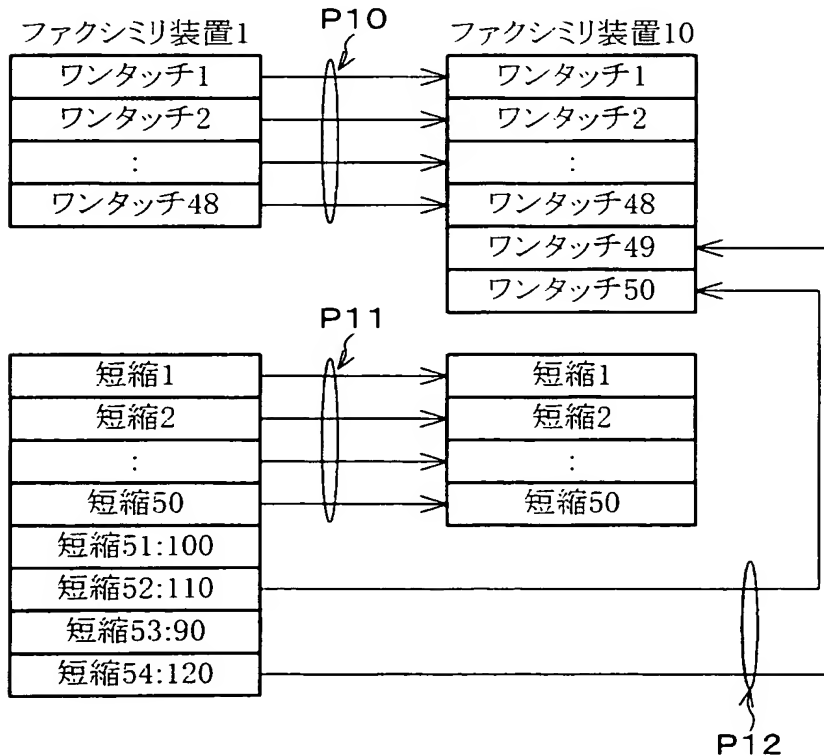 P10
ファクシミリ装置1
ワンタッチ1
ワンタッチ2
:
ワンタッチ48
ファクシミリ装置10
ワンタッチ1
ワンタッチ2
:
ワンタッチ48
ワンタッチ49
ワンタッチ50
P11
短縮1
短縮2
:
短縮50
短縮51:100
短縮52:110
短縮53:90
短縮54:120
短縮1
短縮2
:
短縮50
P12